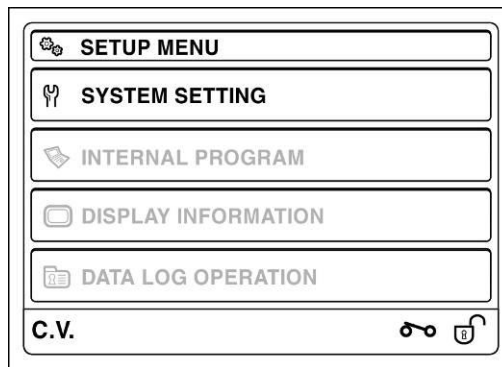 SETUP MENU
SYSTEM SETTING
INTERNAL PROGRAM
DISPLAY INFORMATION
DATA LOG OPERATION
C.V.